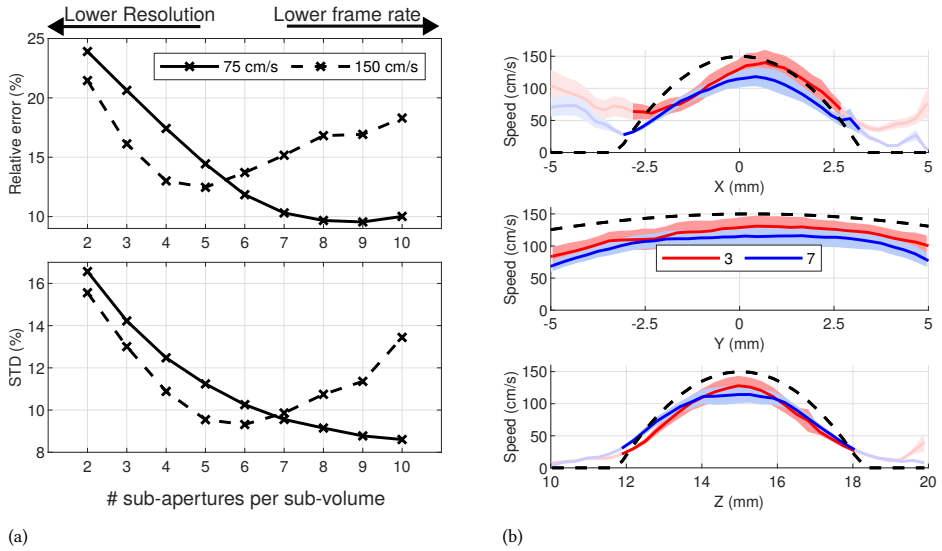 Lower Resolution
Lower frame rate
25
20
15
10
Relative error (%)
75 cm/s
150 cm/s
2 3 4 5 6 7 8 9 10
16
14
12
10
8
STD (%)
2 3 4 5 6 7 8 9 10
# sub-apertures per sub-volume
(a)
150
100
50
0
Speed (cm/s)
-5 -2.5 0 2.5 5
X (mm)
150
100
50
0
Speed (cm/s)
3
7
-5 -2.5 0 2.5 5
Y (mm)
150
100
50
0
Speed (cm/s)
10 12 14 16 18 20
Z (mm)
(b)